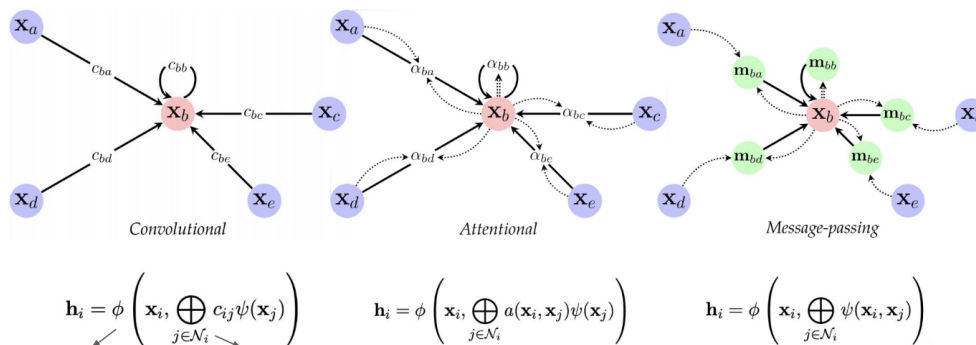 x_a x_a x_a
c_ba c_bb α_ba α_bb m_ba m_bb
x_b c_bc x_c x_b α_bc x_c x_b m_bc x
c_bd c_be α_bd α_be m_bd m_be
x_d x_e x_d x_e x_d x_e
Convolutional Attentional Message-passing
h_i = ϕ ( x_i, ⨁_{j∈𝒩_i} c_ij ψ(x_j) ) h_i = ϕ ( x_i, ⨁_{j∈𝒩_i} a(x_i, x_j)ψ(x_j) ) h_i = ϕ ( x_i, ⨁_{j∈𝒩_i} ψ(x_i, x_j) )